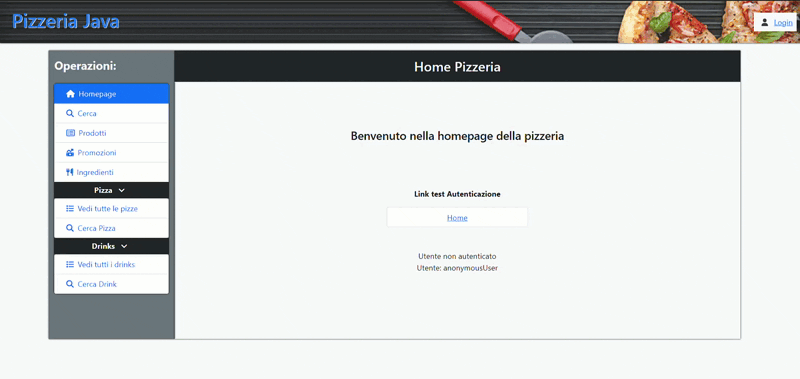 Pizzeria Java
Login
Operazioni:
Home Pizzeria
Homepage
Cerca
Prodotti
Promozioni
Ingredienti
Pizza
Vedi tutte le pizze
Cerca Pizza
Drinks
Vedi tutti i drinks
Cerca Drink
Benvenuto nella homepage della pizzeria
Link test Autenticazione
Home
Utente non autenticato
Utente: anonymousUser